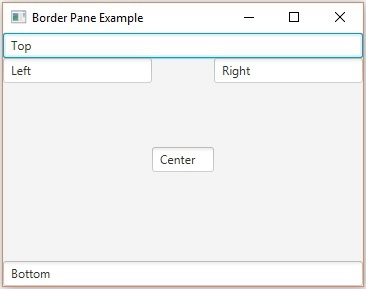 Border Pane Example
Top
Left
Right
Center
Bottom